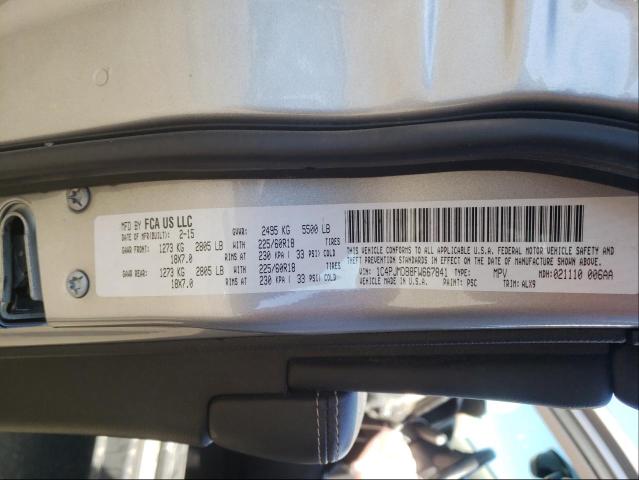 MFD BY FCA US LLC
DATE OF MFR(BUILT): 2-15 GVWR: 2495 KG 5500 LB
GAWR FRONT: 1273 KG 2805 LB WITH 225/60R18 TIRES
18X7.0 RIMS AT 230 KPA ( 33 PSI) COLD
GAWR REAR: 1273 KG 2805 LB WITH 225/60R18 TIRES
18X7.0 RIMS AT 230 KPA ( 33 PSI) COLD
THIS VEHICLE CONFORMS TO ALL APPLICABLE U.S.A. FEDERAL MOTOR VEHICLE SAFETY AND
THEFT PREVENTION STANDARDS IN EFFECT ON THE DATE OF MANUFACTURE SHOWN ABOVE.
VIN: 1C4PJMDB8FW667841 TYPE: MPV MDH:021110 006AA
VEHICLE MADE IN U.S.A. PAINT: PSC TRIM: ALX9